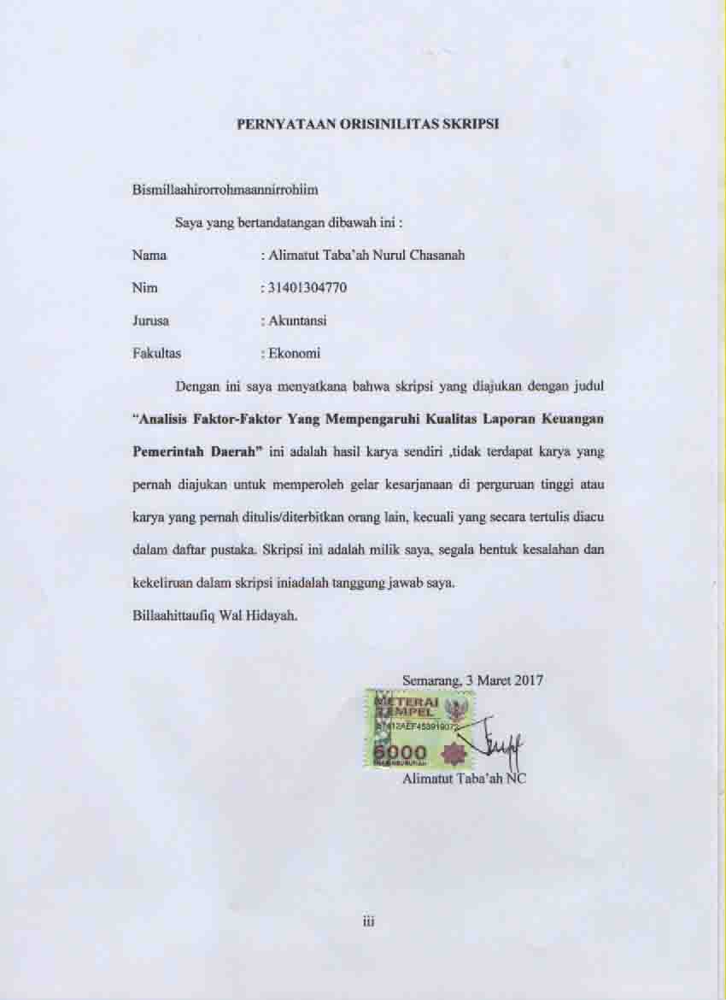 PERNYATAAN ORISINILITAS SKRIPSI
Bismillaahirorrohmaannirrohiim
Saya yang bertandatangan dibawah ini :
Nama : Alimatut Taba'ah Nurul Chasanah
Nim : 31401304770
Jurusa : Akuntansi
Fakultas : Ekonomi
Dengan ini saya menyatkana bahwa skripsi yang diajukan dengan judul
“Analisis Faktor-Faktor Yang Mempengaruhi Kualitas Laporan Keuangan
Pemerintah Daerah” ini adalah hasil karya sendiri ,tidak terdapat karya yang
pernah diajukan untuk memperoleh gelar kesarjanaan di perguruan tinggi atau
karya yang pernah ditulis/diterbitkan orang lain, kecuali yang secara tertulis diacu
dalam daftar pustaka. Skripsi ini adalah milik saya, segala bentuk kesalahan dan
kekeliruan dalam skripsi iniadalah tanggung jawab saya.
Billaahittaufiq Wal Hidayah.
Semarang, 3 Maret 2017
METERAI
TEMPEL
6000
Alimatut Taba'ah NC
iii